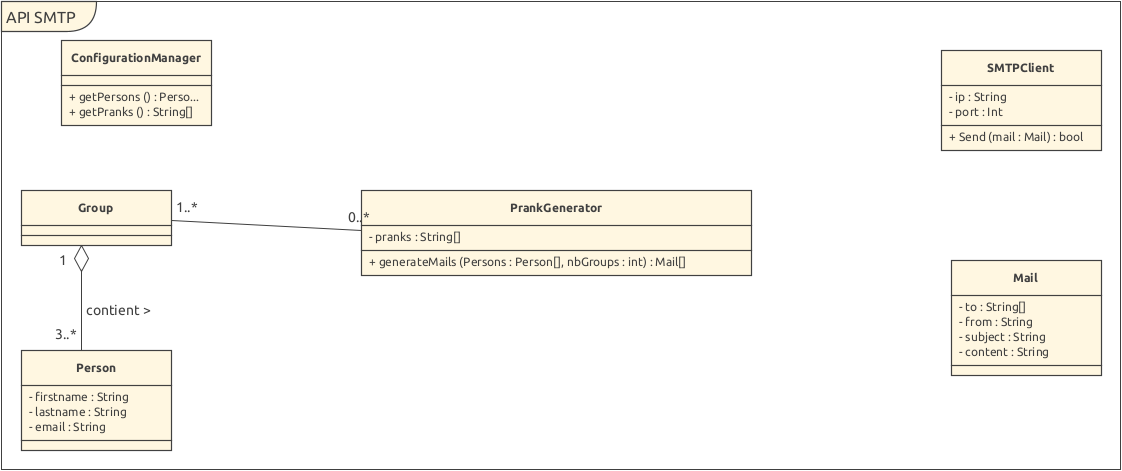 API SMTP
ConfigurationManager
+ getPersons () : Perso...
+ getPranks () : String[]
SMTPClient
- ip : String
- port : Int
+ Send (mail : Mail) : bool
Group
1..*
0..*
PrankGenerator
- pranks : String[]
+ generateMails (Persons : Person[], nbGroups : int) : Mail[]
1
contient >
3..*
Person
- firstname : String
- lastname : String
- email : String
Mail
- to : String[]
- from : String
- subject : String
- content : String